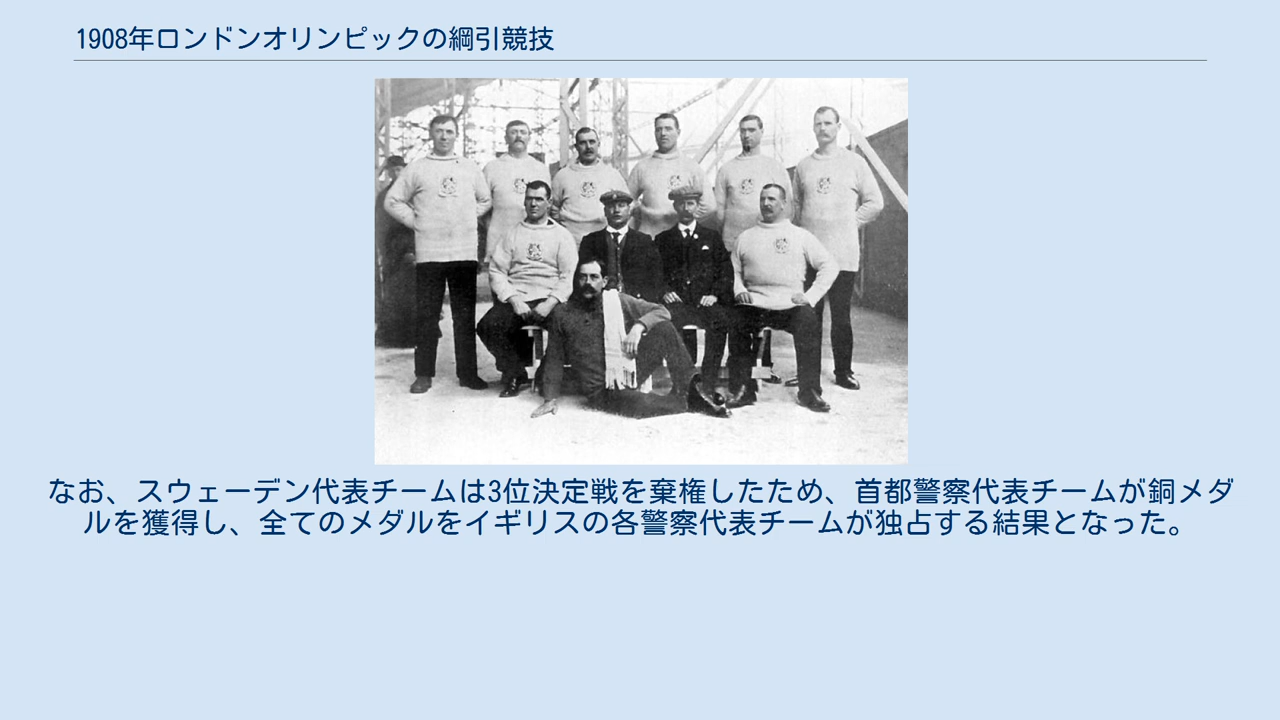 1908年ロンドンオリンピックの綱引競技
なお、スウェーデン代表チームは3位決定戦を棄権したため、首都警察代表チームが銅メダ
ルを獲得し、全てのメダルをイギリスの各警察代表チームが独占する結果となった。